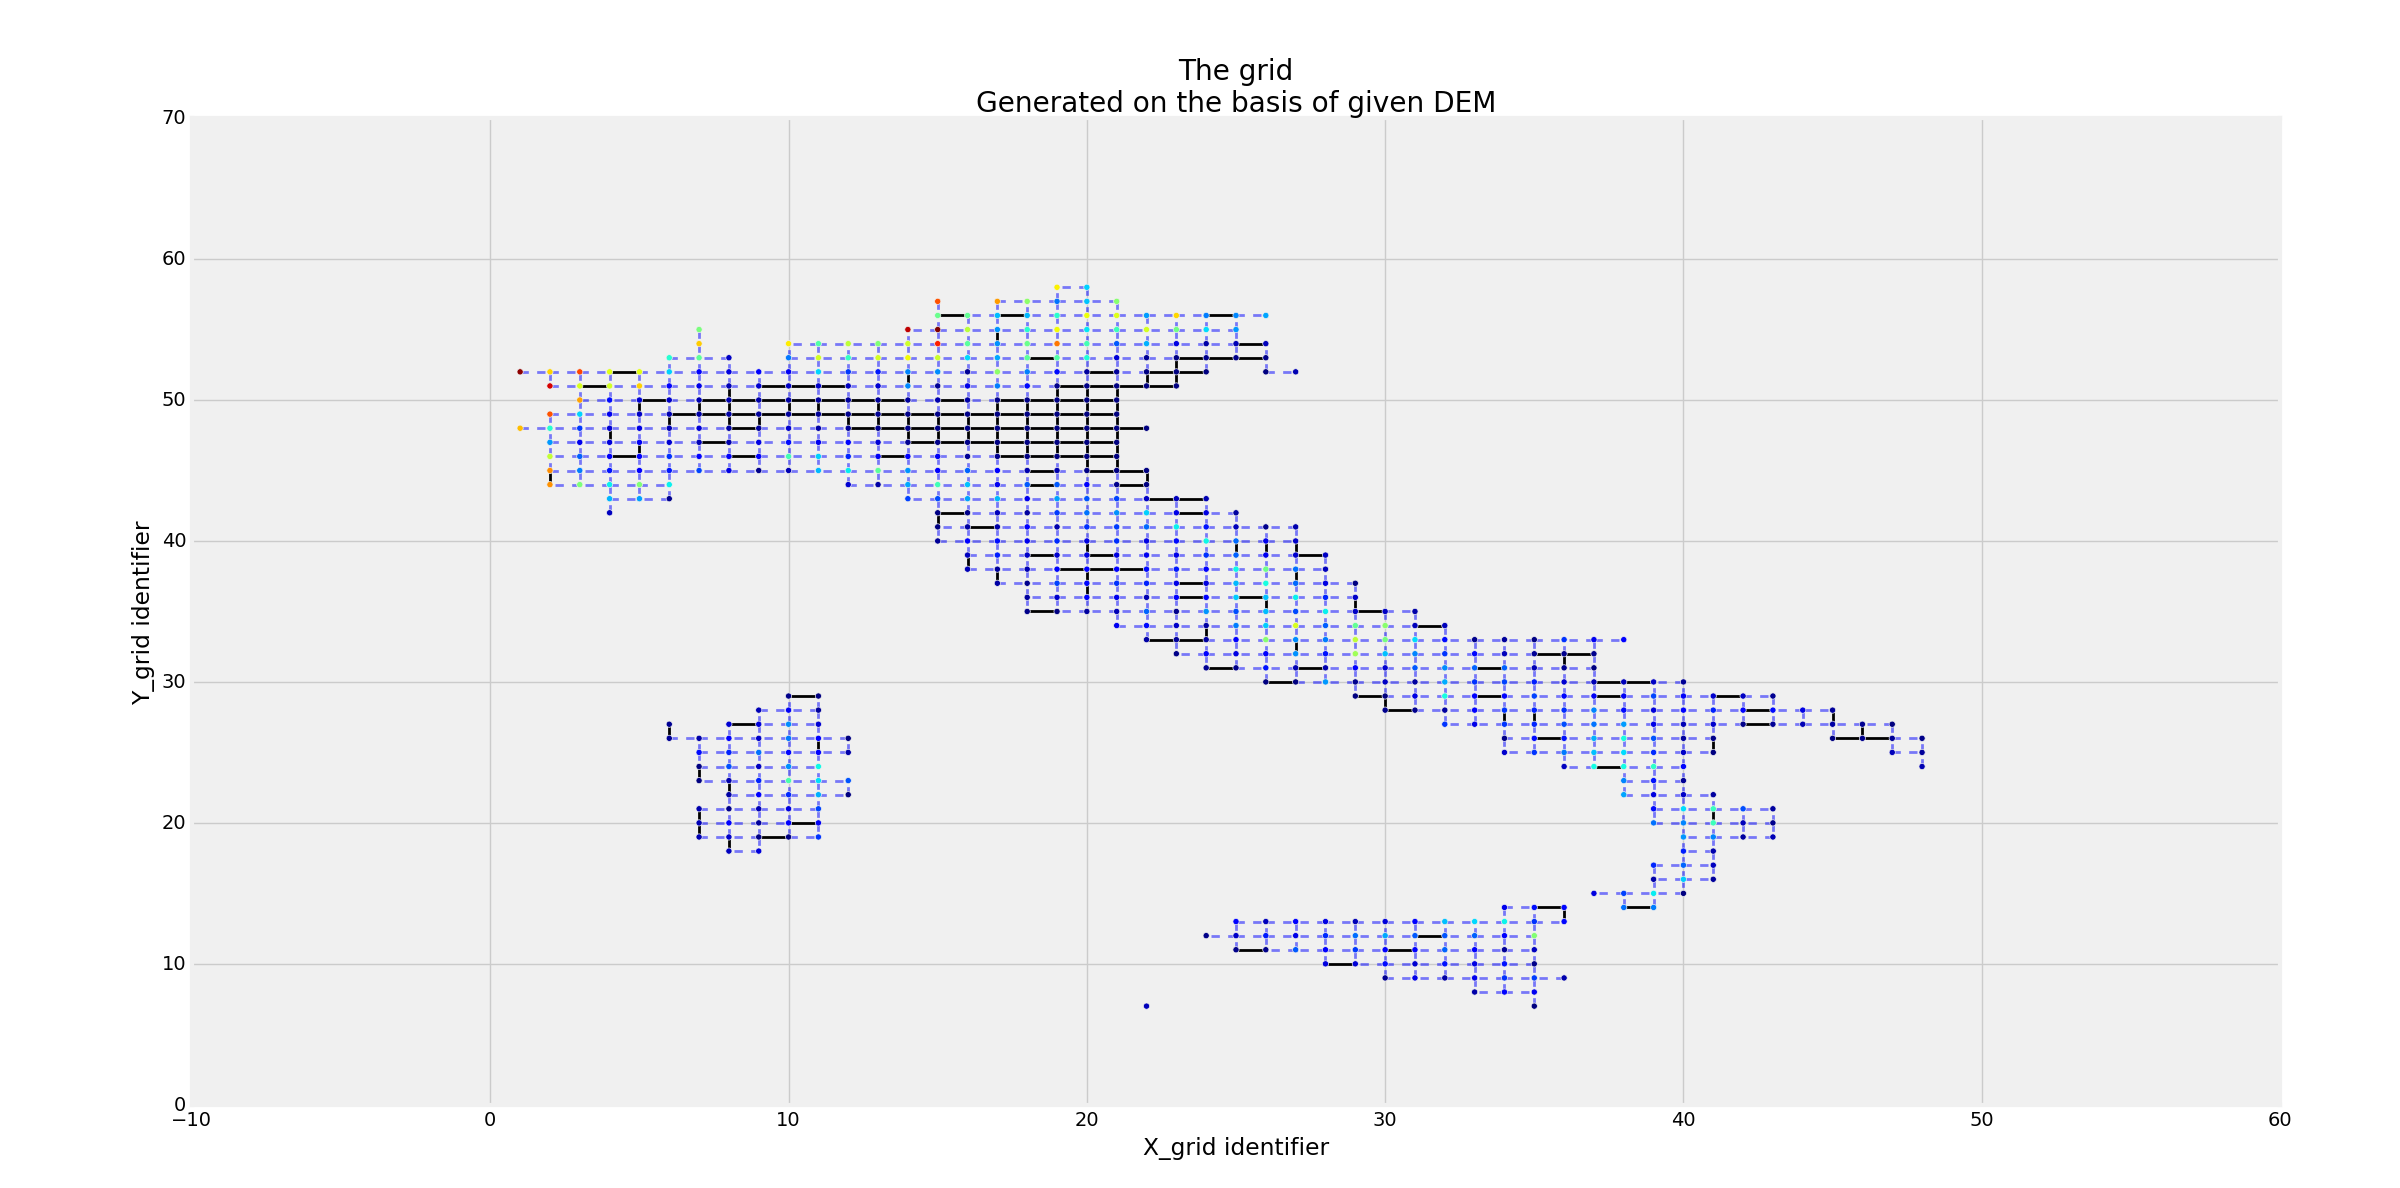 The grid
Generated on the basis of given DEM
70
60
50
40
30
20
10
0
Y_grid identifier
−10 0 10 20 30 40 50 60
X_grid identifier